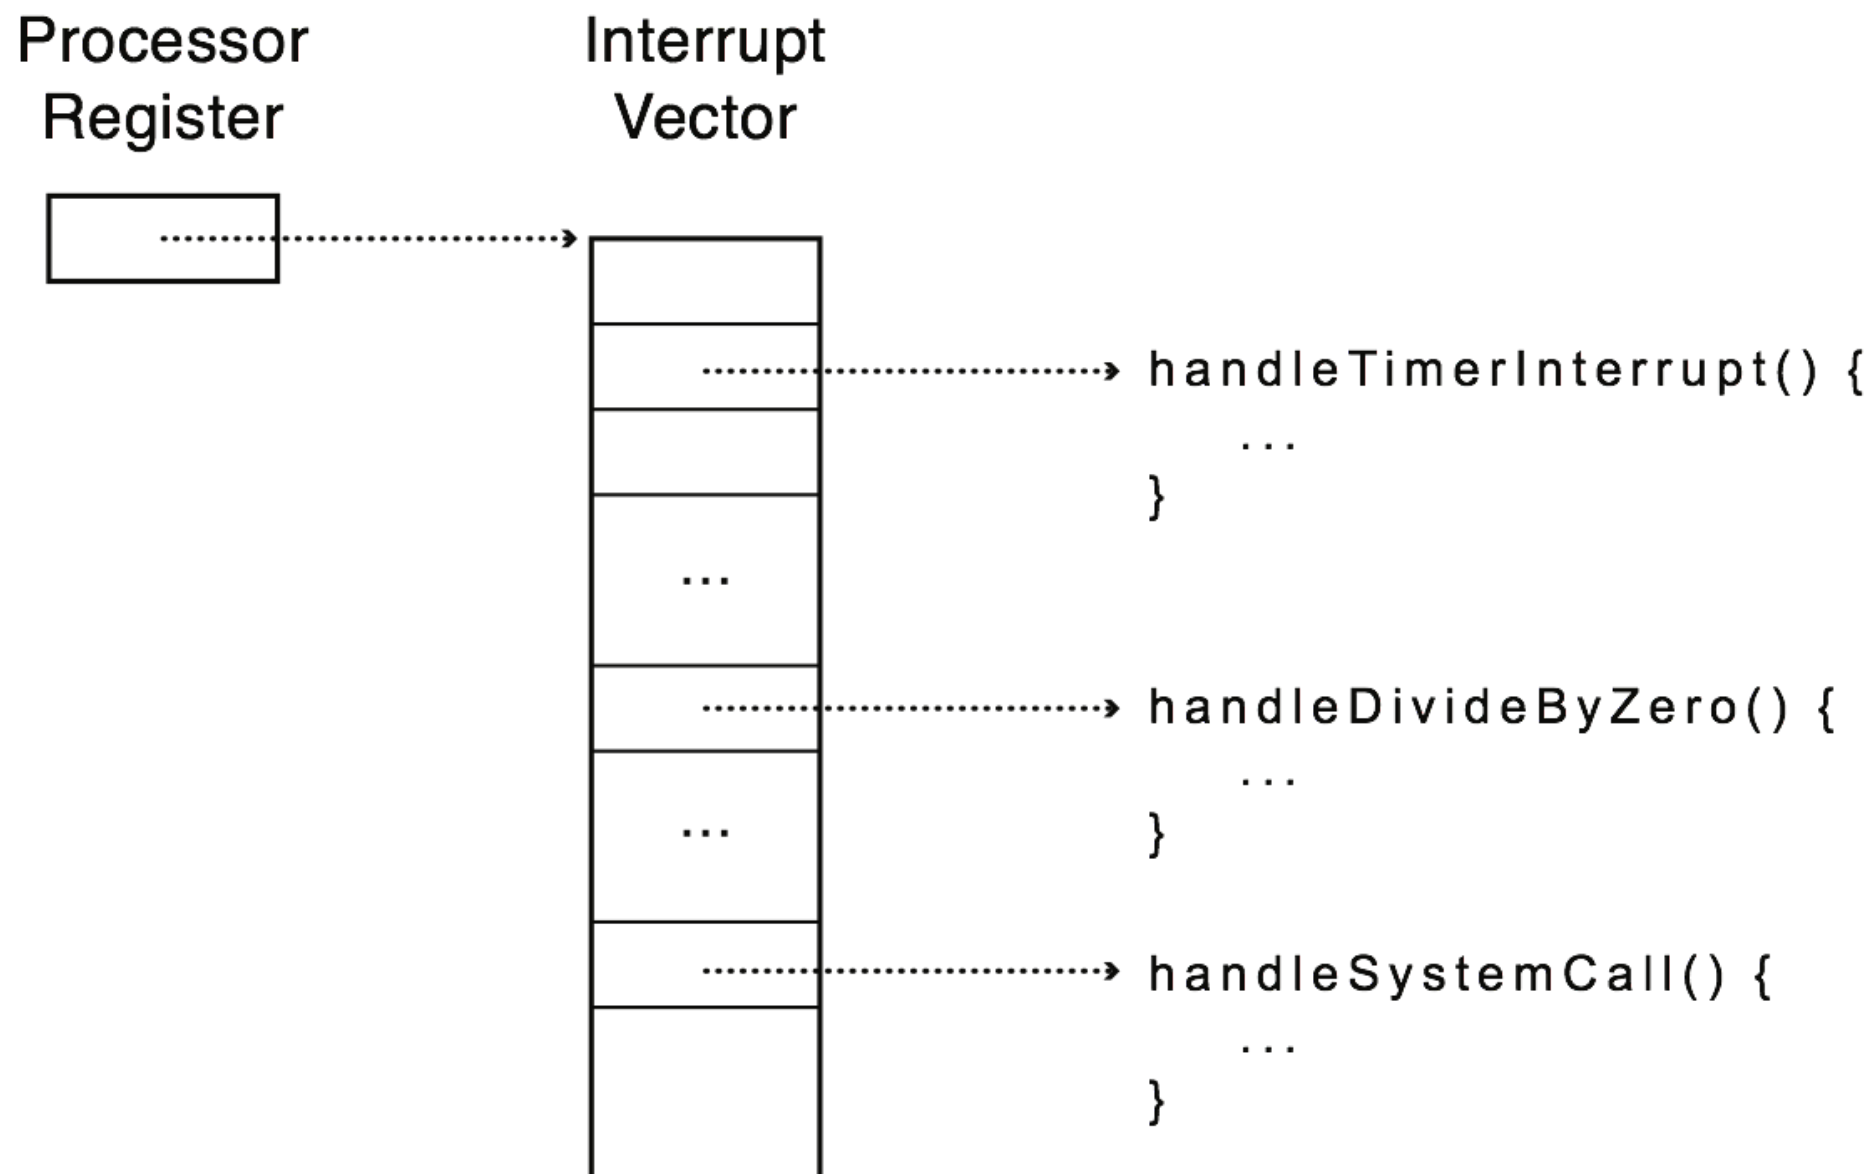 Processor
Register
Interrupt
Vector
handleTimerInterrupt() {
...
}
...
handleDivideByZero() {
...
}
...
handleSystemCall() {
...
}